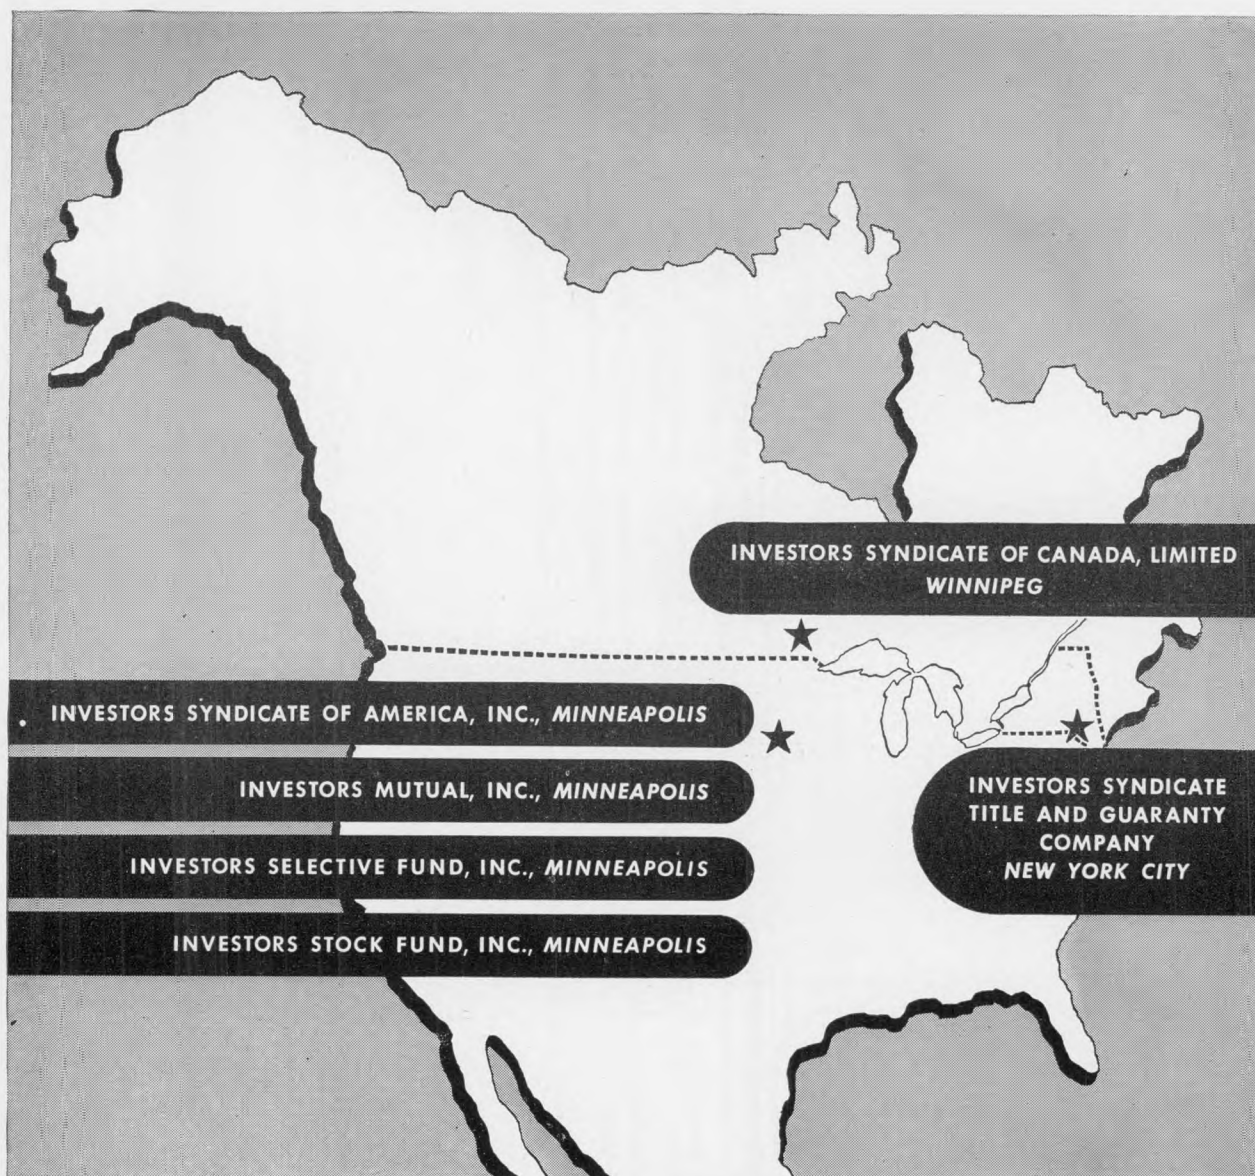 INVESTORS SYNDICATE OF CANADA, LIMITED
WINNIPEG
INVESTORS SYNDICATE OF AMERICA, INC., MINNEAPOLIS
INVESTORS MUTUAL, INC., MINNEAPOLIS
INVESTORS SELECTIVE FUND, INC., MINNEAPOLIS
INVESTORS STOCK FUND, INC., MINNEAPOLIS
INVESTORS SYNDICATE
TITLE AND GUARANTY
COMPANY
NEW YORK CITY